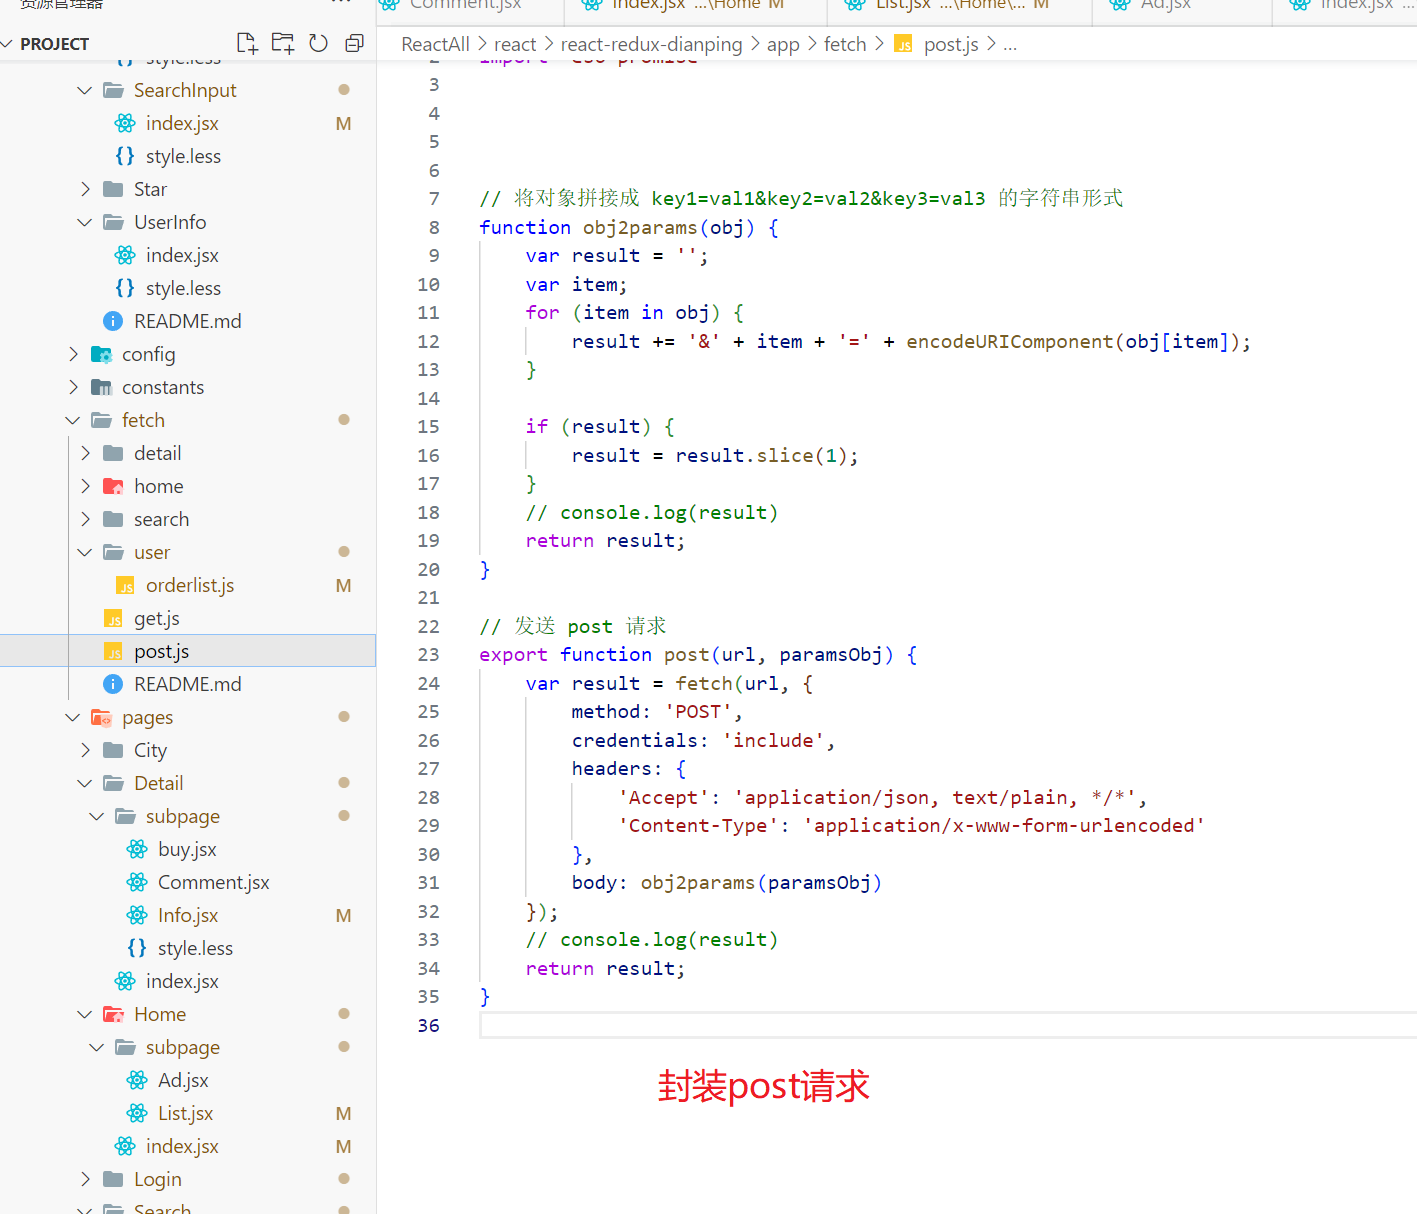 资源管理器
PROJECT
style.less
SearchInput
index.jsx M
style.less
Star
UserInfo
index.jsx
style.less
README.md
config
constants
fetch
detail
home
search
user
orderlist.js M
get.js
post.js
README.md
pages
City
Detail
subpage
buy.jsx
Comment.jsx
Info.jsx M
style.less
index.jsx
Home
subpage
Ad.jsx
List.jsx M
index.jsx M
Login
Search
Comment.jsx index.jsx ...\Home M List.jsx ...\Home\... M Ad.jsx index.jsx ...
ReactAll > react > react-redux-dianping > app > fetch > JS post.js > ...
2 import 'es6-promise'
3
4
5
6
7 // 将对象拼接成 key1=val1&key2=val2&key3=val3 的字符串形式
8 function obj2params(obj) {
9 var result = '';
10 var item;
11 for (item in obj) {
12 result += '&' + item + '=' + encodeURIComponent(obj[item]);
13 }
14
15 if (result) {
16 result = result.slice(1);
17 }
18 // console.log(result)
19 return result;
20 }
21
22 // 发送 post 请求
23 export function post(url, paramsObj) {
24 var result = fetch(url, {
25 method: 'POST',
26 credentials: 'include',
27 headers: {
28 'Accept': 'application/json, text/plain, */*',
29 'Content-Type': 'application/x-www-form-urlencoded'
30 },
31 body: obj2params(paramsObj)
32 });
33 // console.log(result)
34 return result;
35 }
36
封装post请求